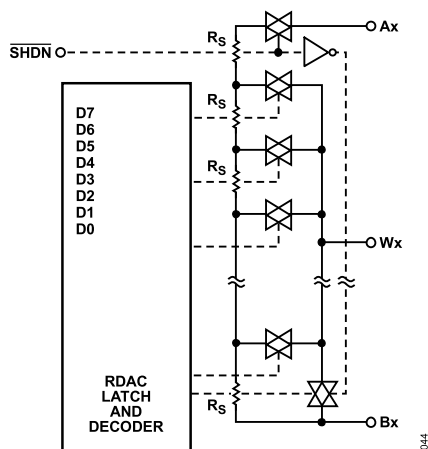 Ax
RS
SHDN
RS
D7
D6
D5
D4
RS
D3
D2
D1
D0
Wx
RDAC
LATCH
AND
DECODER
RS
Bx
044